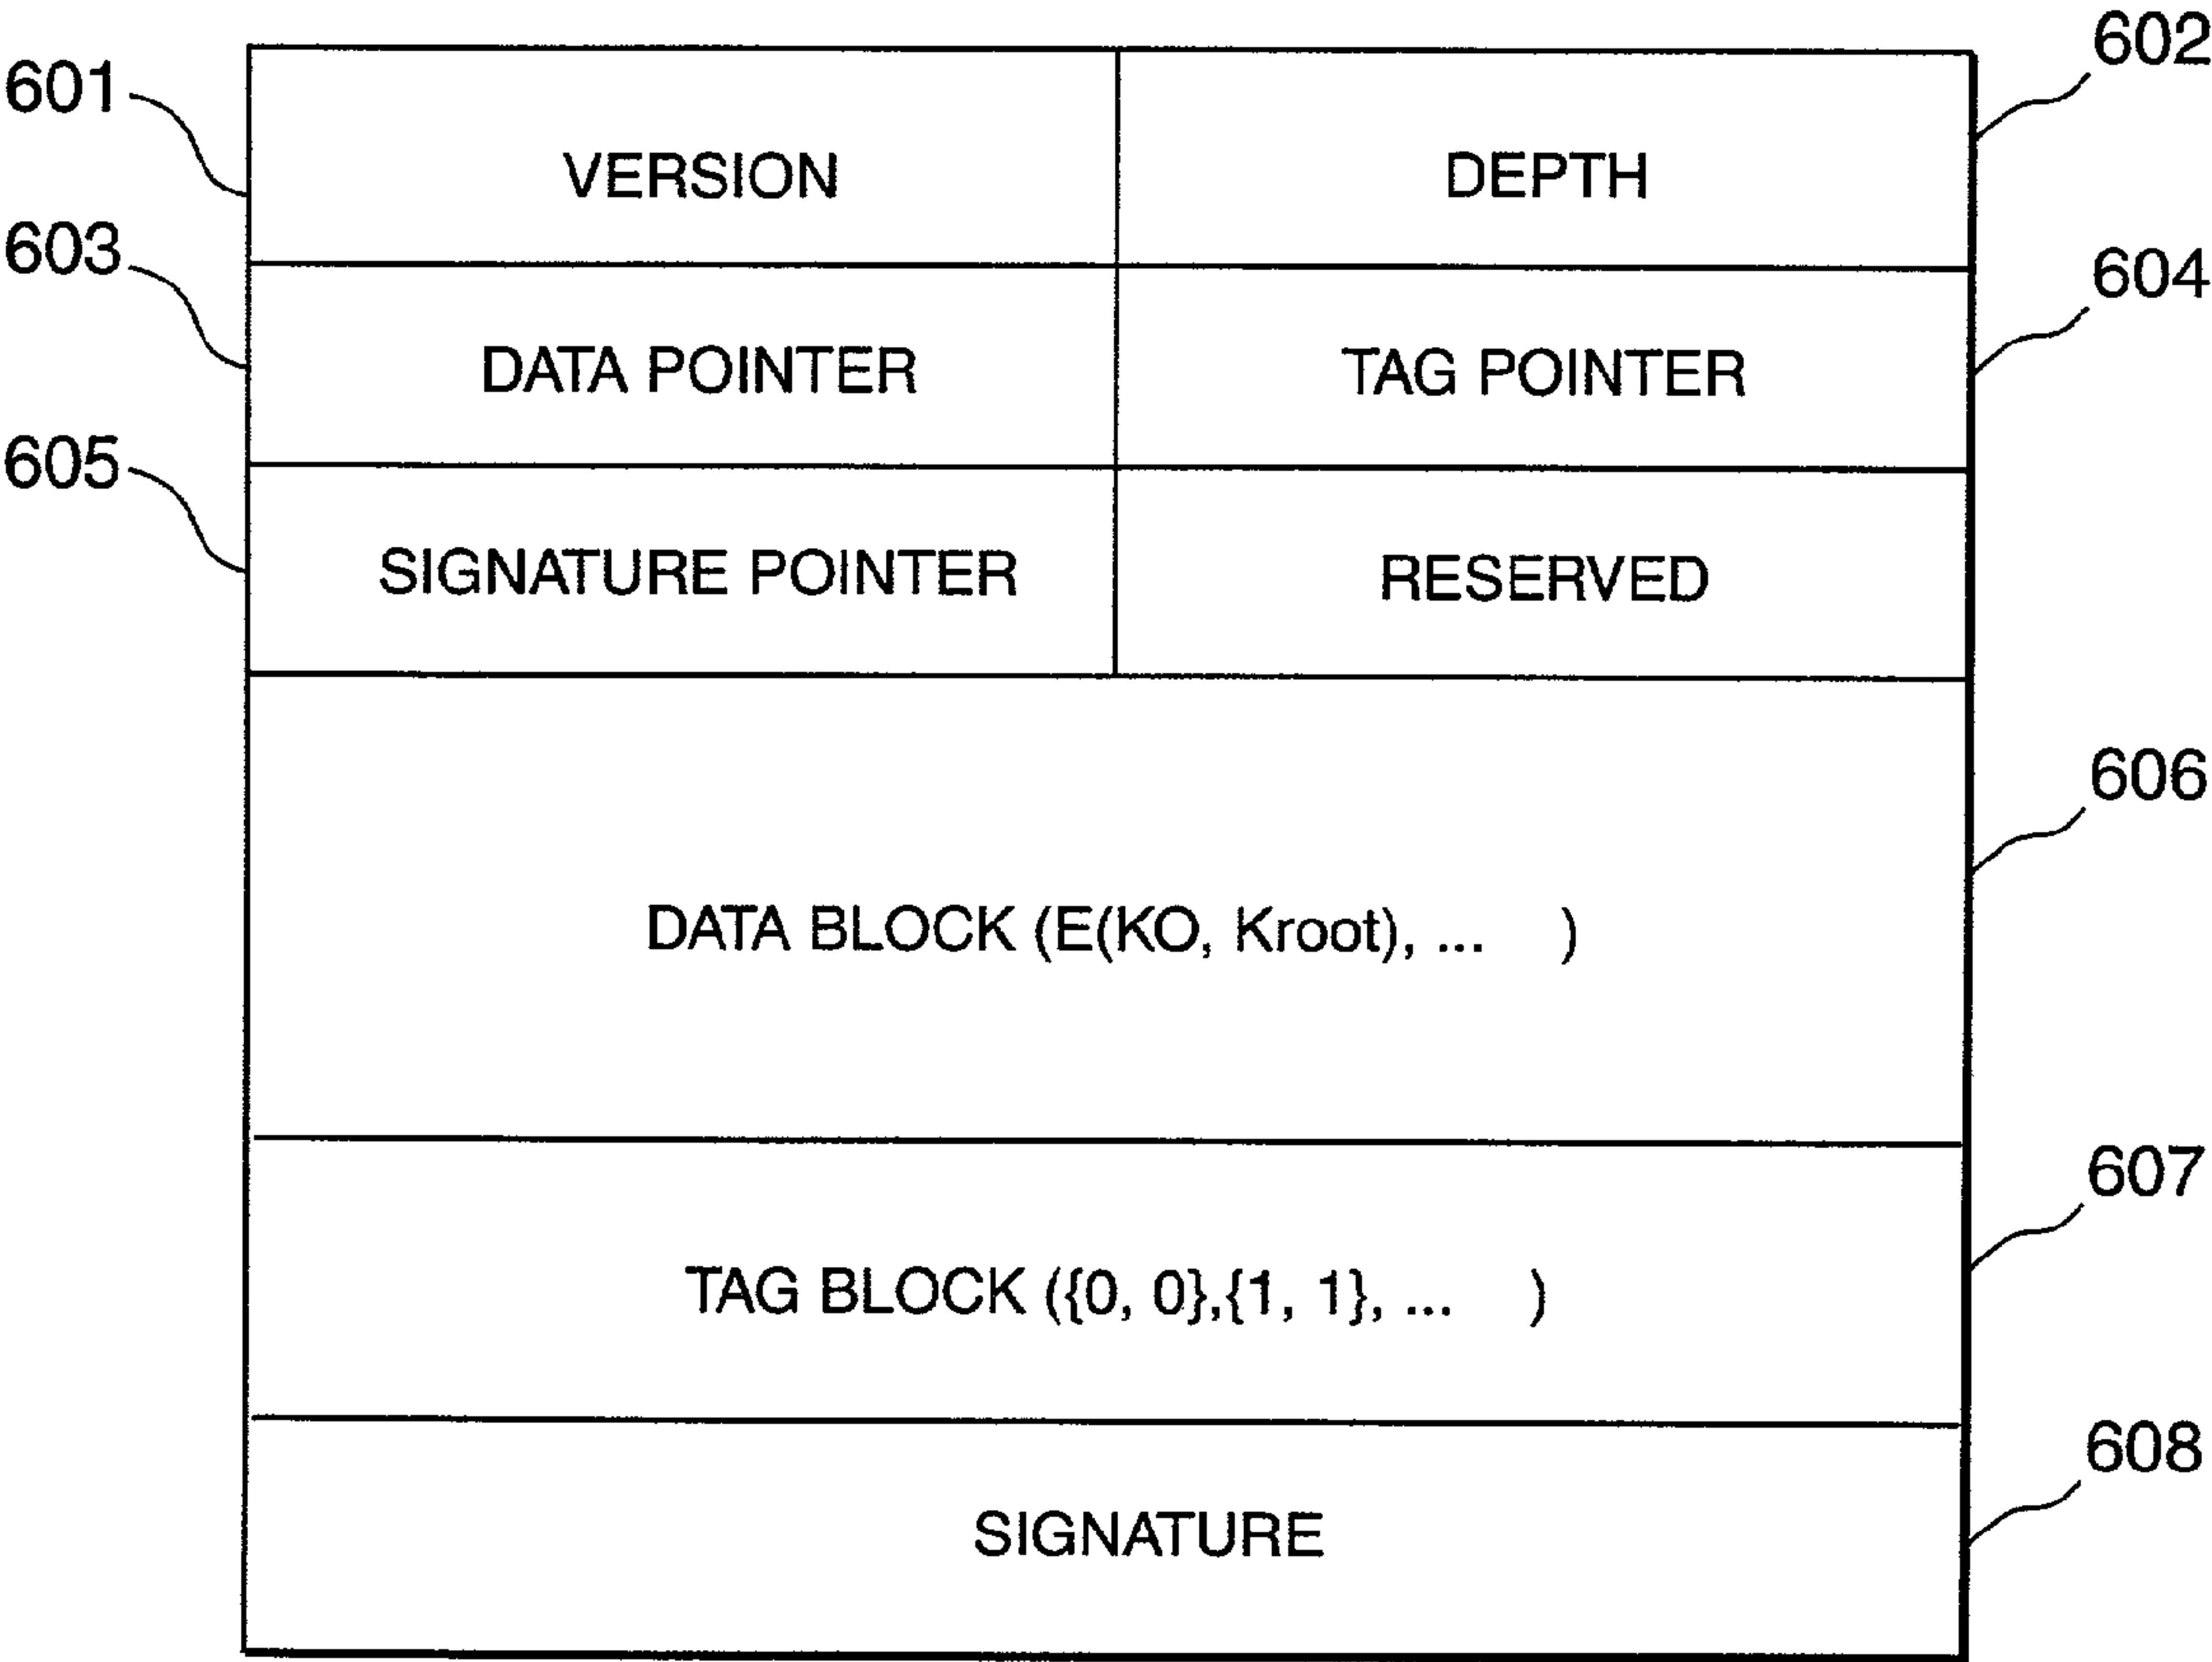 601
602
VERSION
DEPTH
603
604
DATA POINTER
TAG POINTER
605
SIGNATURE POINTER
RESERVED
606
DATA BLOCK (E(KO, Kroot), ... )
607
TAG BLOCK ({0, 0},{1, 1}, ... )
608
SIGNATURE